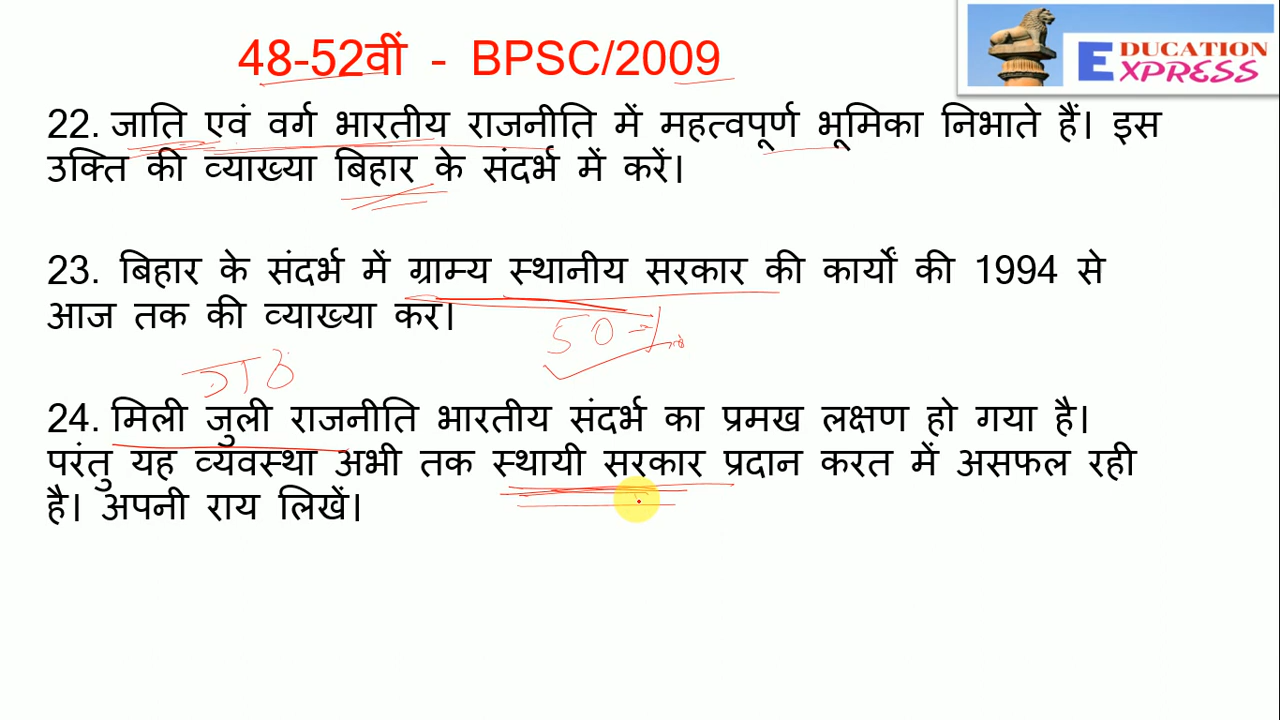 48-52वीं - BPSC/2009
EDUCATION
EXPRESS
22. जाति एवं वर्ग भारतीय राजनीति में महत्वपूर्ण भूमिका निभाते हैं। इस
उक्ति की व्याख्या बिहार के संदर्भ में करें।
23. बिहार के संदर्भ में ग्राम्य स्थानीय सरकार की कार्यों की 1994 से
आज तक की व्याख्या कर।
50
24. मिली जुली राजनीति भारतीय संदर्भ का प्रमख लक्षण हो गया है।
परंतु यह व्यवस्था अभी तक स्थायी सरकार प्रदान करत में असफल रही
है। अपनी राय लिखें।